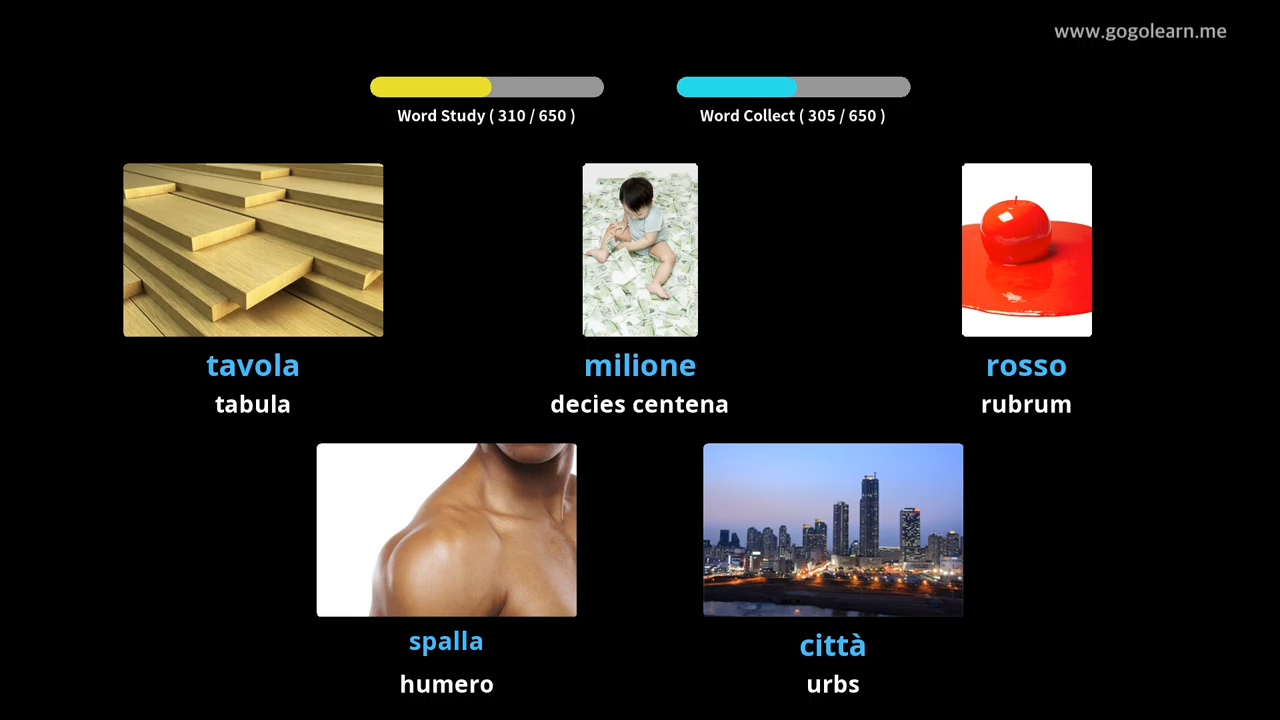 www.gogolearn.me
Word Study ( 310 / 650 )
Word Collect ( 305 / 650 )
tavola
tabula
milione
decies centena
rosso
rubrum
spalla
humero
città
urbs